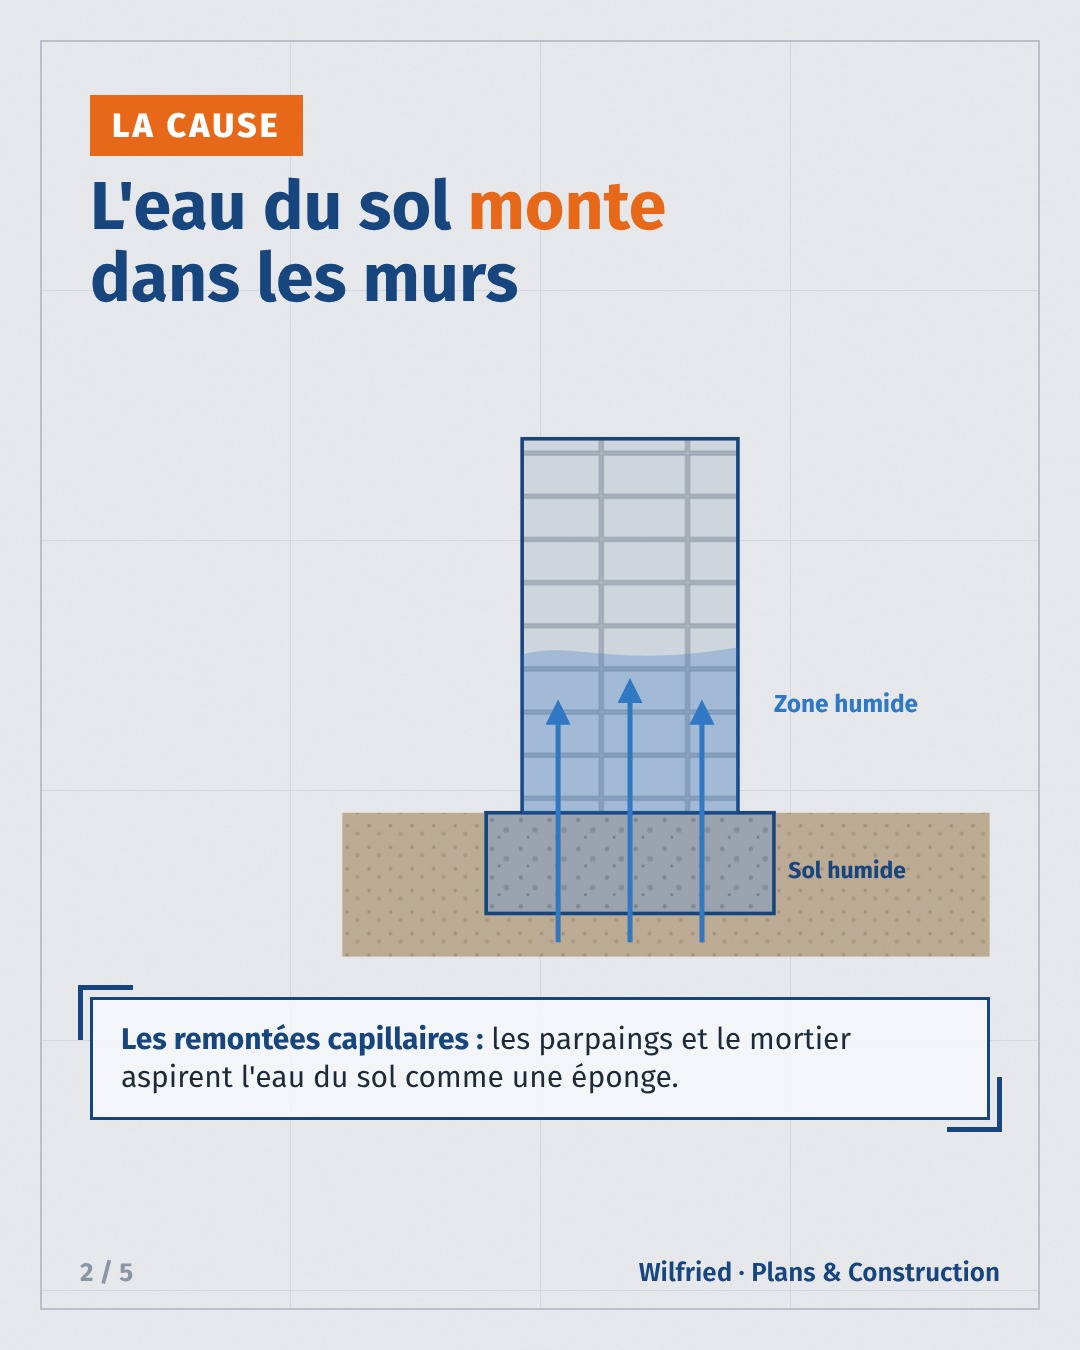 LA CAUSE
L'eau du sol monte
dans les murs
Zone humide
Sol humide
Les remontées capillaires : les parpaings et le mortier
aspirent l'eau du sol comme une éponge.
2 / 5
Wilfried · Plans & Construction